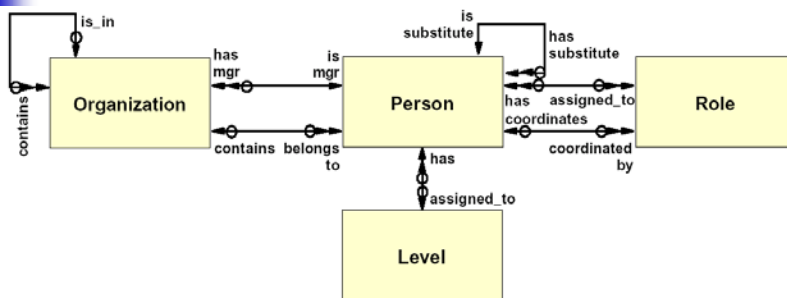 is_in
contains
Organization
has
mgr
is
mgr
contains
belongs
to
Person
is
substitute
has
substitute
has
coordinates
assigned_to
coordinated
by
Role
has
assigned_to
Level